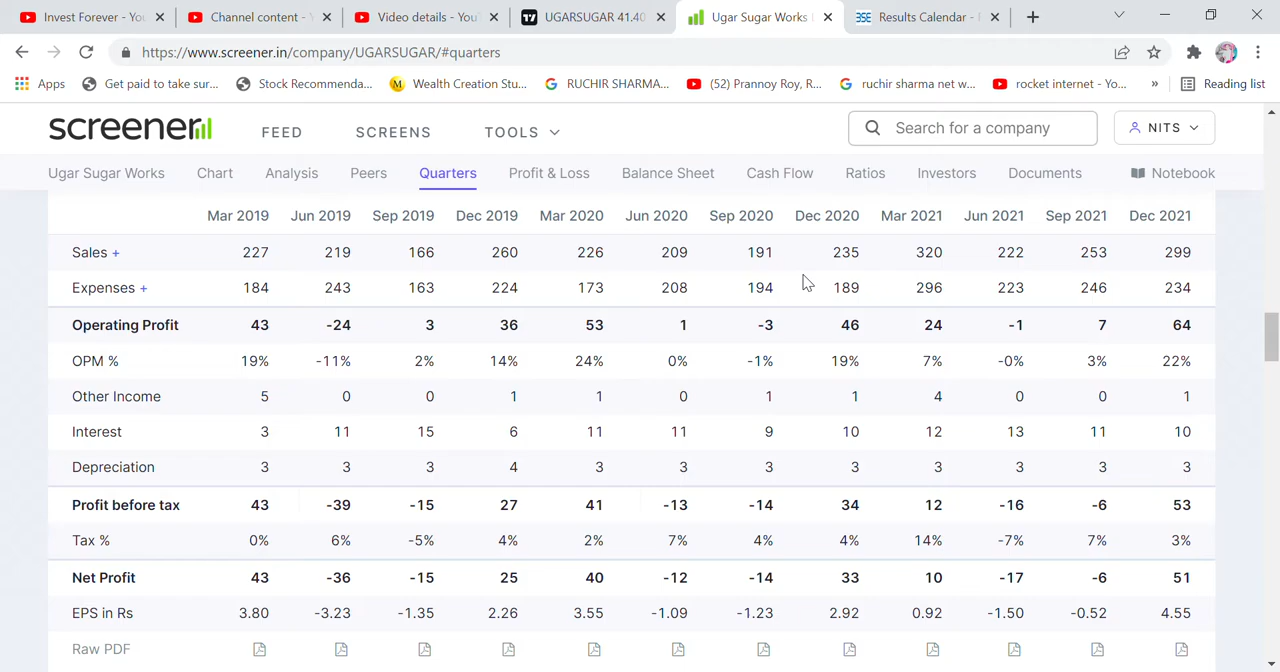 Invest Forever - You
Channel content -
Video details - YouT
UGARSUGAR 41.40
Ugar Sugar Works
Results Calendar -
https://www.screener.in/company/UGARSUGAR/#quarters
Apps Get paid to take sur... Stock Recommenda... Wealth Creation Stu... RUCHIR SHARMA... (52) Prannoy Roy, R... ruchir sharma net w... rocket internet - Yo... » Reading list
screener FEED SCREENS TOOLS Search for a company NITS
Ugar Sugar Works Chart Analysis Peers Quarters Profit & Loss Balance Sheet Cash Flow Ratios Investors Documents Notebook
Mar 2019 Jun 2019 Sep 2019 Dec 2019 Mar 2020 Jun 2020 Sep 2020 Dec 2020 Mar 2021 Jun 2021 Sep 2021 Dec 2021
Sales + 227 219 166 260 226 209 191 235 320 222 253 299
Expenses + 184 243 163 224 173 208 194 189 296 223 246 234
Operating Profit 43 -24 3 36 53 1 -3 46 24 -1 7 64
OPM % 19% -11% 2% 14% 24% 0% -1% 19% 7% -0% 3% 22%
Other Income 5 0 0 1 1 0 1 1 4 0 0 1
Interest 3 11 15 6 11 11 9 10 12 13 11 10
Depreciation 3 3 3 4 3 3 3 3 3 3 3 3
Profit before tax 43 -39 -15 27 41 -13 -14 34 12 -16 -6 53
Tax % 0% 6% -5% 4% 2% 7% 4% 4% 14% -7% 7% 3%
Net Profit 43 -36 -15 25 40 -12 -14 33 10 -17 -6 51
EPS in Rs 3.80 -3.23 -1.35 2.26 3.55 -1.09 -1.23 2.92 0.92 -1.50 -0.52 4.55
Raw PDF